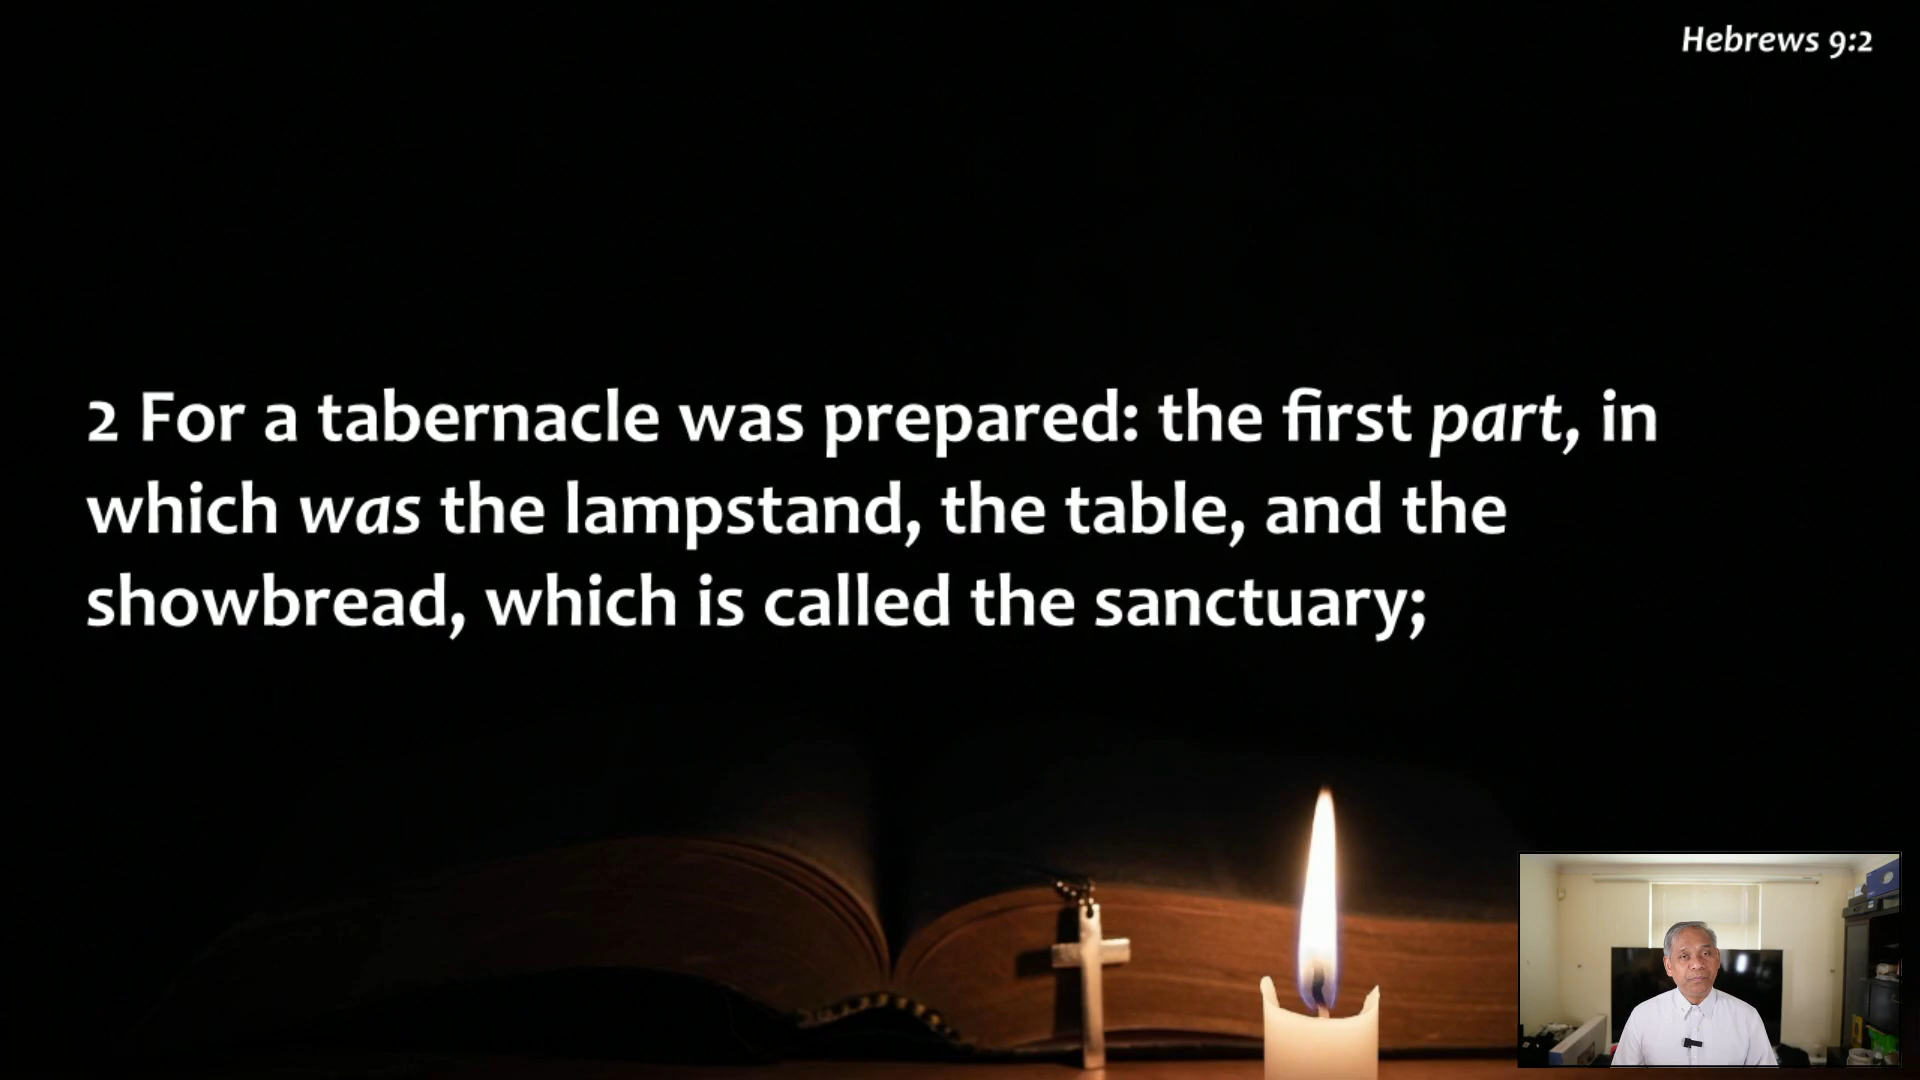 Hebrews 9:2
2 For a tabernacle was prepared: the first part, in
which was the lampstand, the table, and the
showbread, which is called the sanctuary;